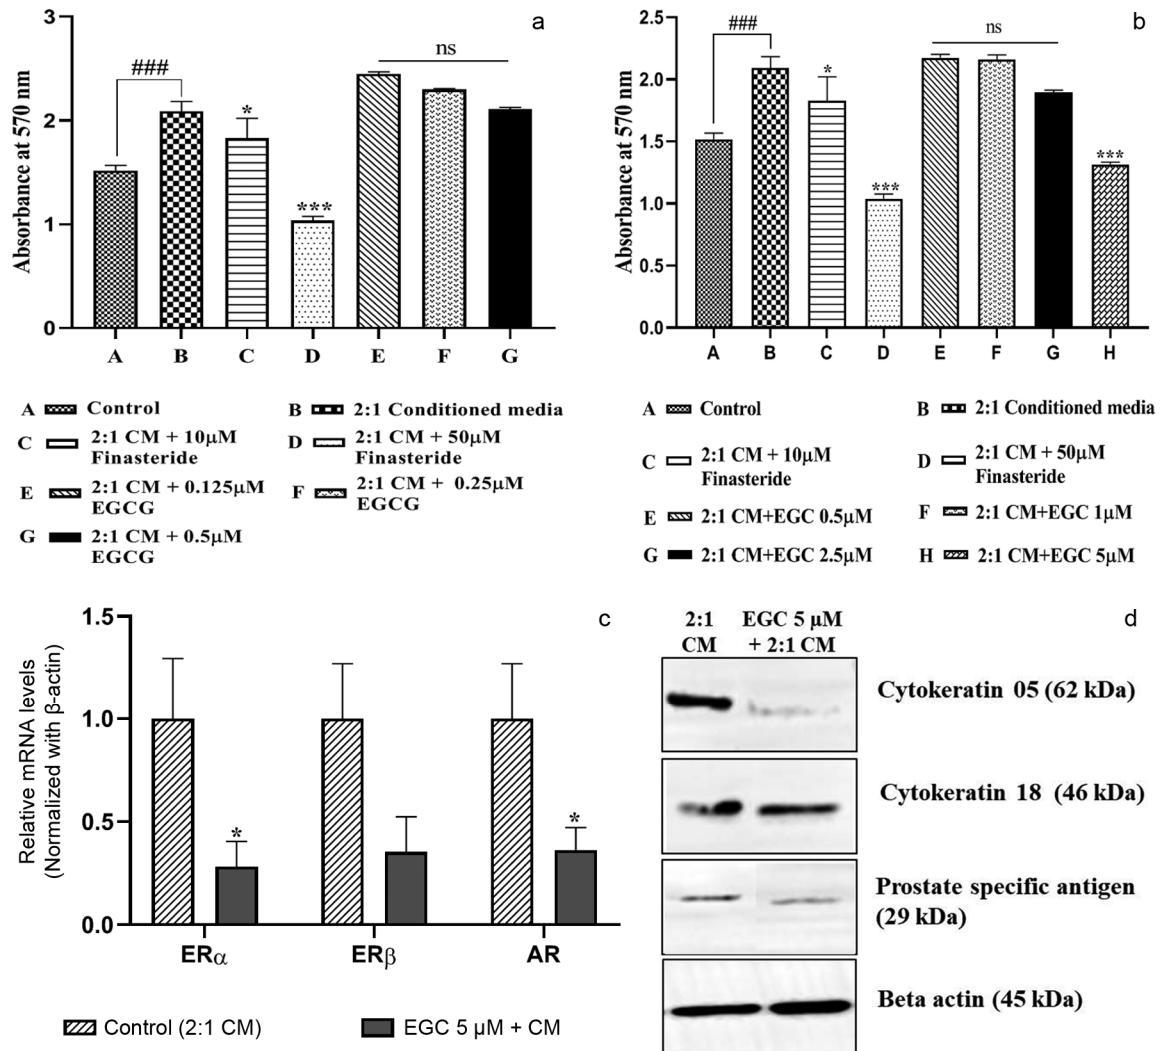 a
Absorbance at 570 nm
3
2
1
0
###
*
***
ns
A B C D E F G
A Control
B 2:1 Conditioned media
C 2:1 CM + 10μM
Finasteride
D 2:1 CM + 50μM
Finasteride
E 2:1 CM + 0.125μM
EGCG
F 2:1 CM + 0.25μM
EGCG
G 2:1 CM + 0.5μM
EGCG
b
Absorbance at 570 nm
2.5
2.0
1.5
1.0
0.5
0.0
###
*
***
ns
***
A B C D E F G H
A Control
B 2:1 Conditioned media
C 2:1 CM + 10μM
Finasteride
D 2:1 CM + 50μM
Finasteride
E 2:1 CM+EGC 0.5μM
F 2:1 CM+EGC 1μM
G 2:1 CM+EGC 2.5μM
H 2:1 CM+EGC 5μM
c
Relative mRNA levels
(Normalized with β-actin)
1.5
1.0
0.5
0.0
*
*
ERα ERβ AR
Control (2:1 CM)
EGC 5 μM + CM
d
2:1
CM
EGC 5 μM
+ 2:1 CM
Cytokeratin 05 (62 kDa)
Cytokeratin 18 (46 kDa)
Prostate specific antigen
(29 kDa)
Beta actin (45 kDa)